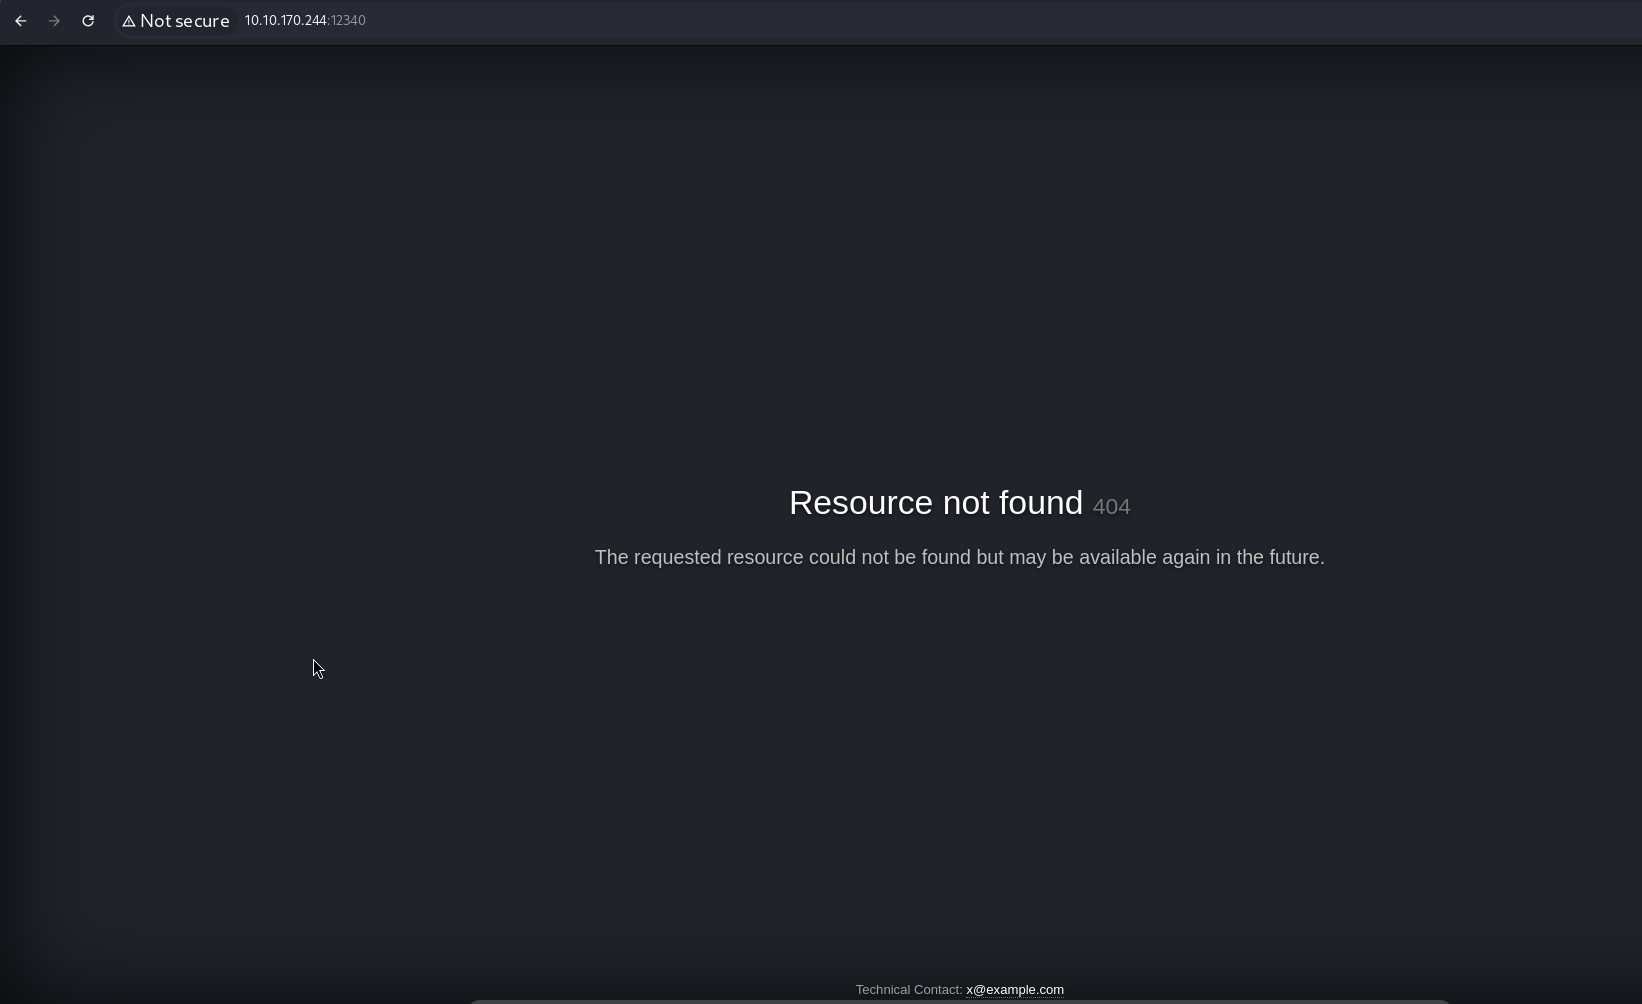 Not secure 10.10.170.244:12340
Resource not found 404
The requested resource could not be found but may be available again in the future.
Technical Contact: x@example.com